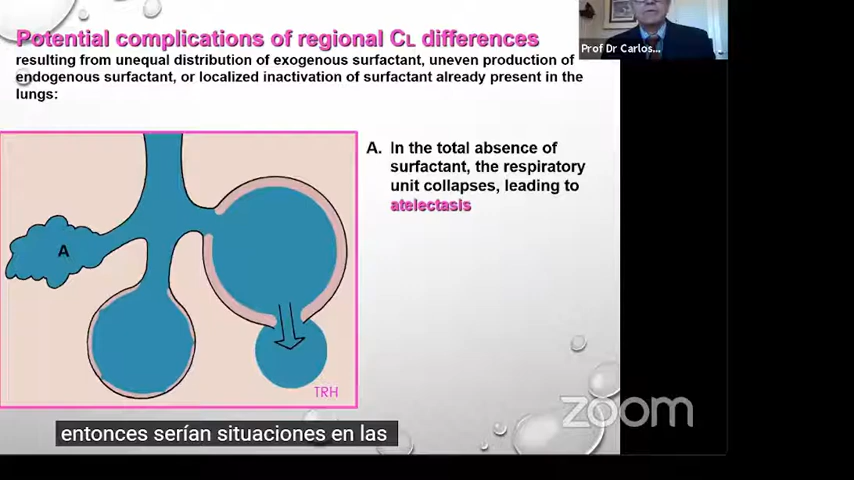 Potential complications of regional CL differences
Prof Dr Carlos...
resulting from unequal distribution of exogenous surfactant, uneven production of
endogenous surfactant, or localized inactivation of surfactant already present in the
lungs:
A. In the total absence of
surfactant, the respiratory
unit collapses, leading to
atelectasis
A
TRH
zoom
entonces serían situaciones en las